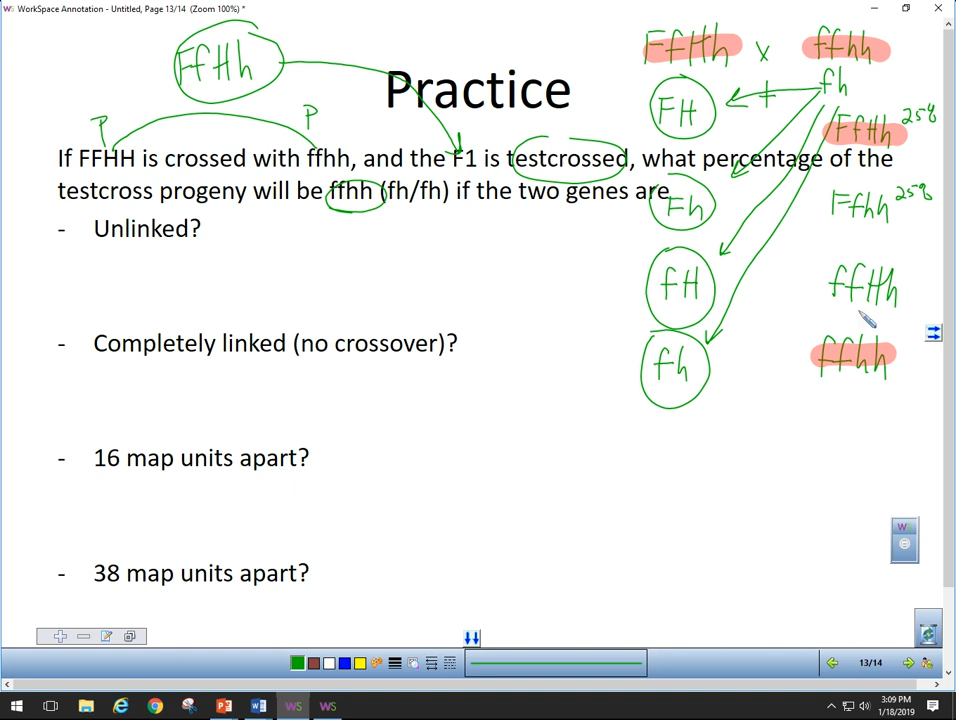 WorkSpace Annotation - Untitled, Page 13/14 (Zoom 100%) *
FfHh
FfHh x ffhh
fh
Practice
FH
P P
FfHh 25%
If FFHH is crossed with ffhh, and the F1 is testcrossed, what percentage of the
testcross progeny will be ffhh (fh/fh) if the two genes are
Fh
Ffhh 25%
- Unlinked?
fH
ffHh
- Completely linked (no crossover)?
fh
ffhh
- 16 map units apart?
WS
- 38 map units apart?
13/14
WS WS
3:09 PM
1/18/2019